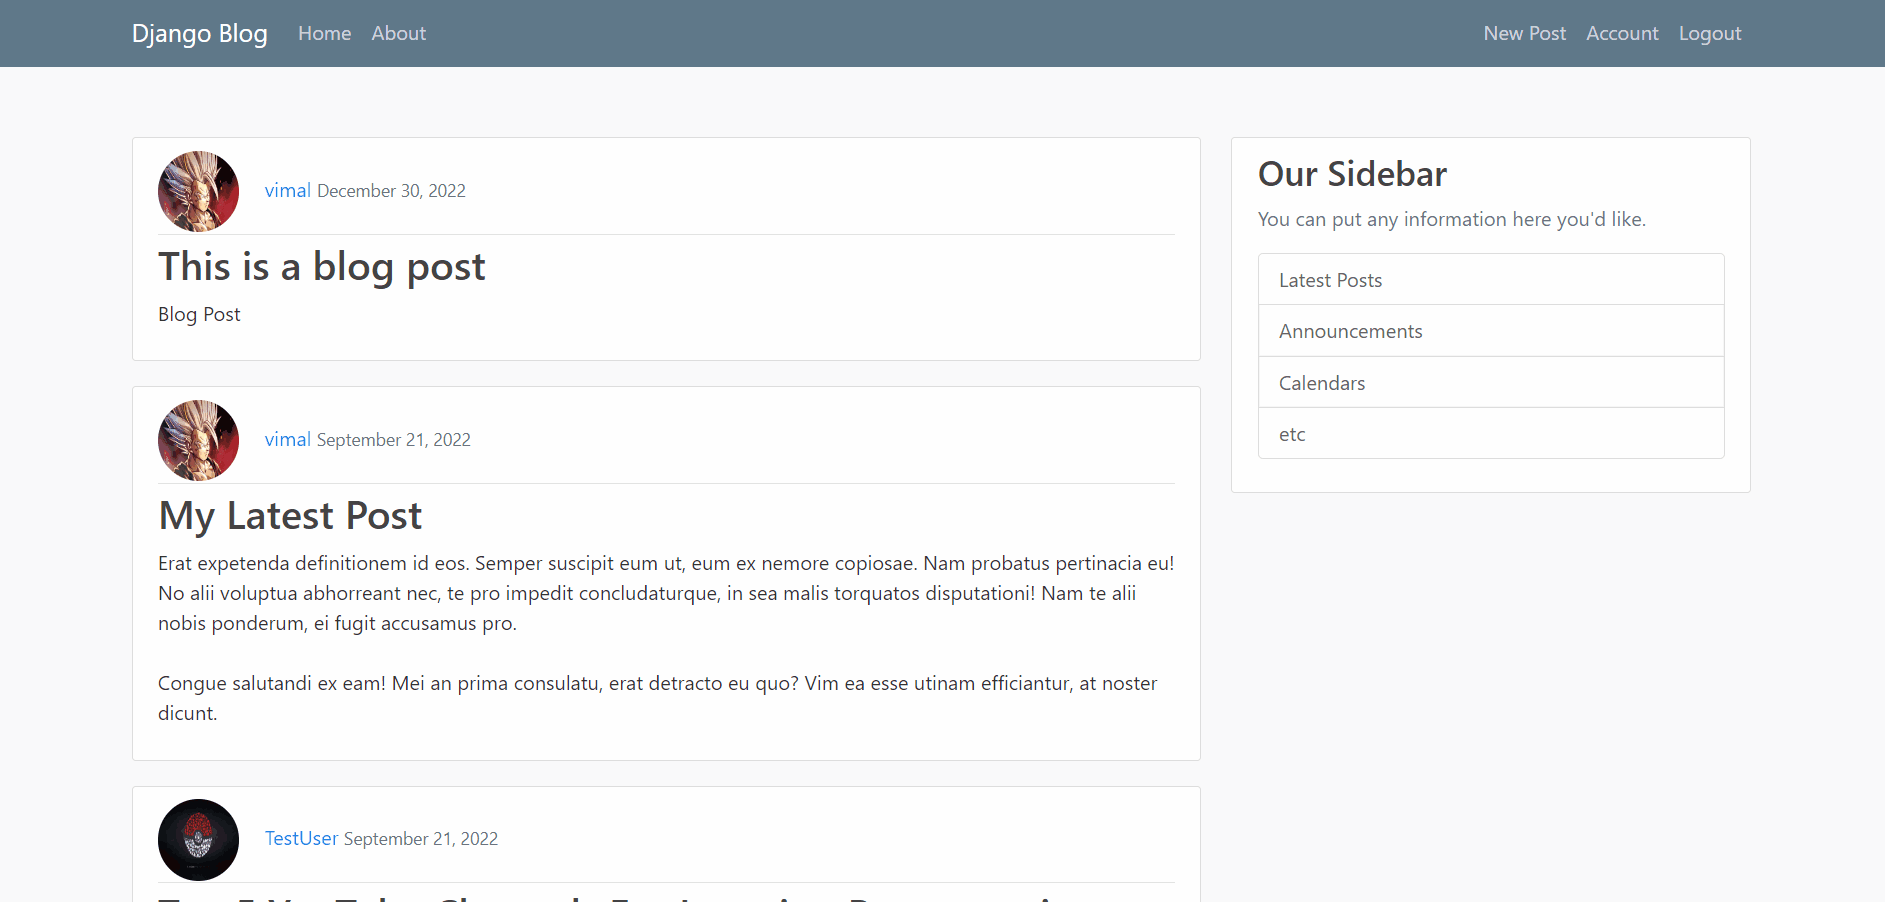 Django Blog Home About New Post Account Logout
vimal December 30, 2022
This is a blog post
Blog Post
vimal September 21, 2022
My Latest Post
Erat expetenda definitionem id eos. Semper suscipit eum ut, eum ex nemore copiosae. Nam probatus pertinacia eu!
No alii voluptua abhorreant nec, te pro impedit concludaturque, in sea malis torquatos disputationi! Nam te alii
nobis ponderum, ei fugit accusamus pro.
Congue salutandi ex eam! Mei an prima consulatu, erat detracto eu quo? Vim ea esse utinam efficiantur, at noster
dicunt.
TestUser September 21, 2022
Our Sidebar
You can put any information here you'd like.
Latest Posts
Announcements
Calendars
etc